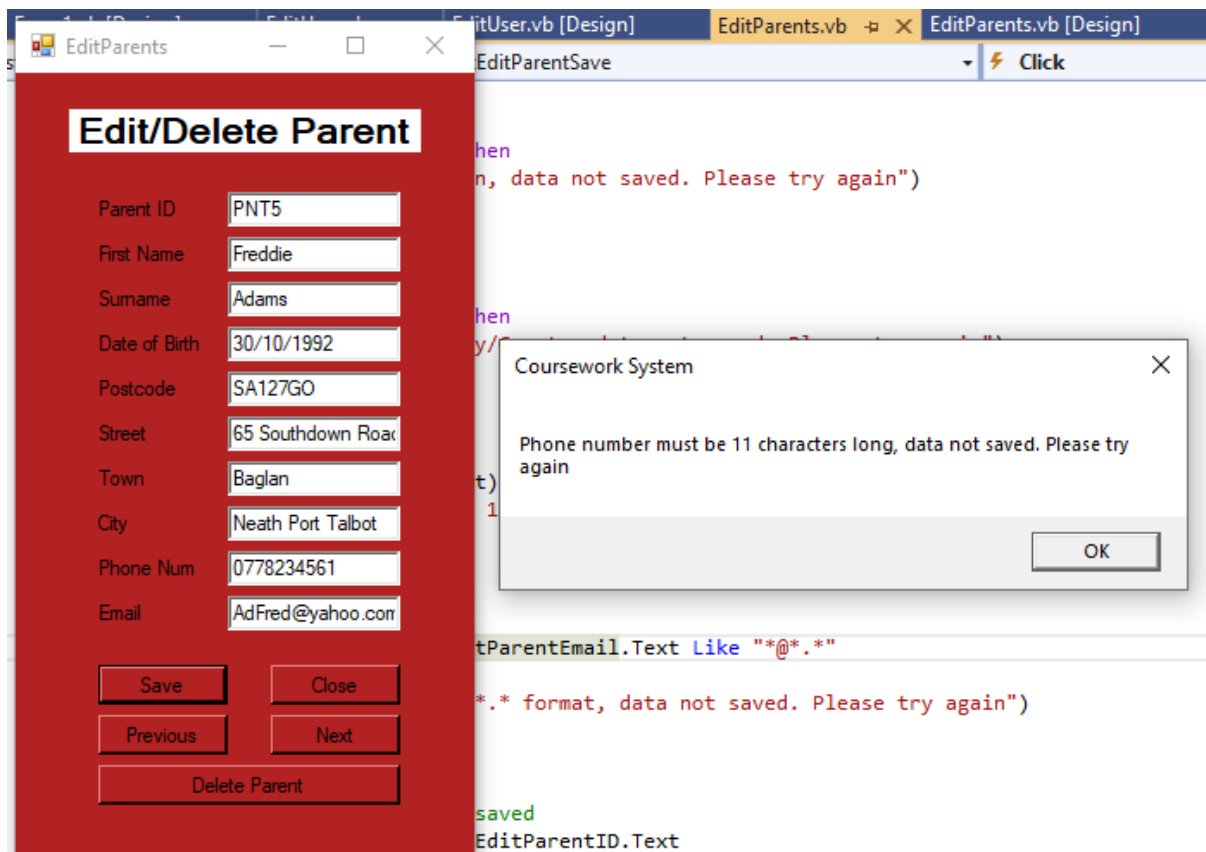 EditUser.vb [Design]
EditParents.vb
EditParents.vb [Design]
EditParentSave
Click
EditParents
Edit/Delete Parent
Parent ID PNT5
First Name Freddie
Surname Adams
Date of Birth 30/10/1992
Postcode SA127GO
Street 65 Southdown Road
Town Baglan
City Neath Port Talbot
Phone Num 0778234561
Email AdFred@yahoo.com
Save Close
Previous Next
Delete Parent
hen
n, data not saved. Please try again")
hen
Coursework System
Phone number must be 11 characters long, data not saved. Please try
again
OK
t)
1
tParentEmail.Text Like "*@*.*"
*.* format, data not saved. Please try again")
saved
EditParentID.Text